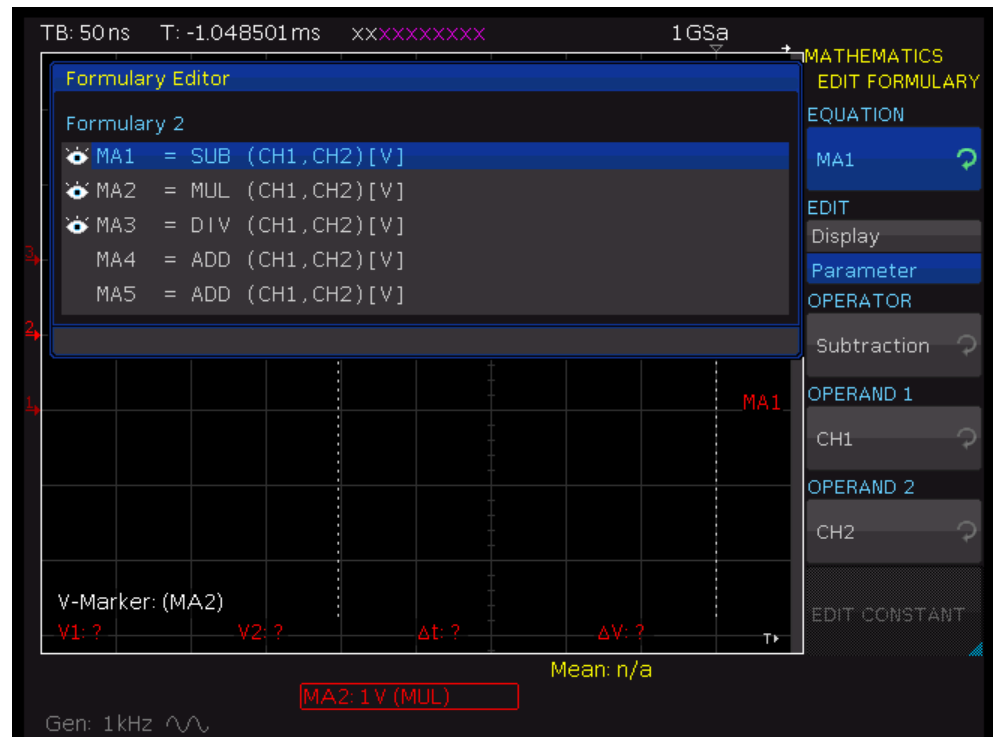 TB: 50 ns T: -1.048501 ms xxxxxxxxxx 1 GSa
MATHEMATICS
EDIT FORMULARY
Formulary Editor
Formulary 2
MA1 = SUB (CH1,CH2)[V]
MA2 = MUL (CH1,CH2)[V]
MA3 = DIV (CH1,CH2)[V]
MA4 = ADD (CH1,CH2)[V]
MA5 = ADD (CH1,CH2)[V]
3
2
1
MA1
V-Marker: (MA2)
V1: ? V2: ? Δt: ? ΔV: ?
T
Mean: n/a
MA2: 1 V (MUL)
Gen: 1kHz
EQUATION
MA1
EDIT
Display
Parameter
OPERATOR
Subtraction
OPERAND 1
CH1
OPERAND 2
CH2
EDIT CONSTANT